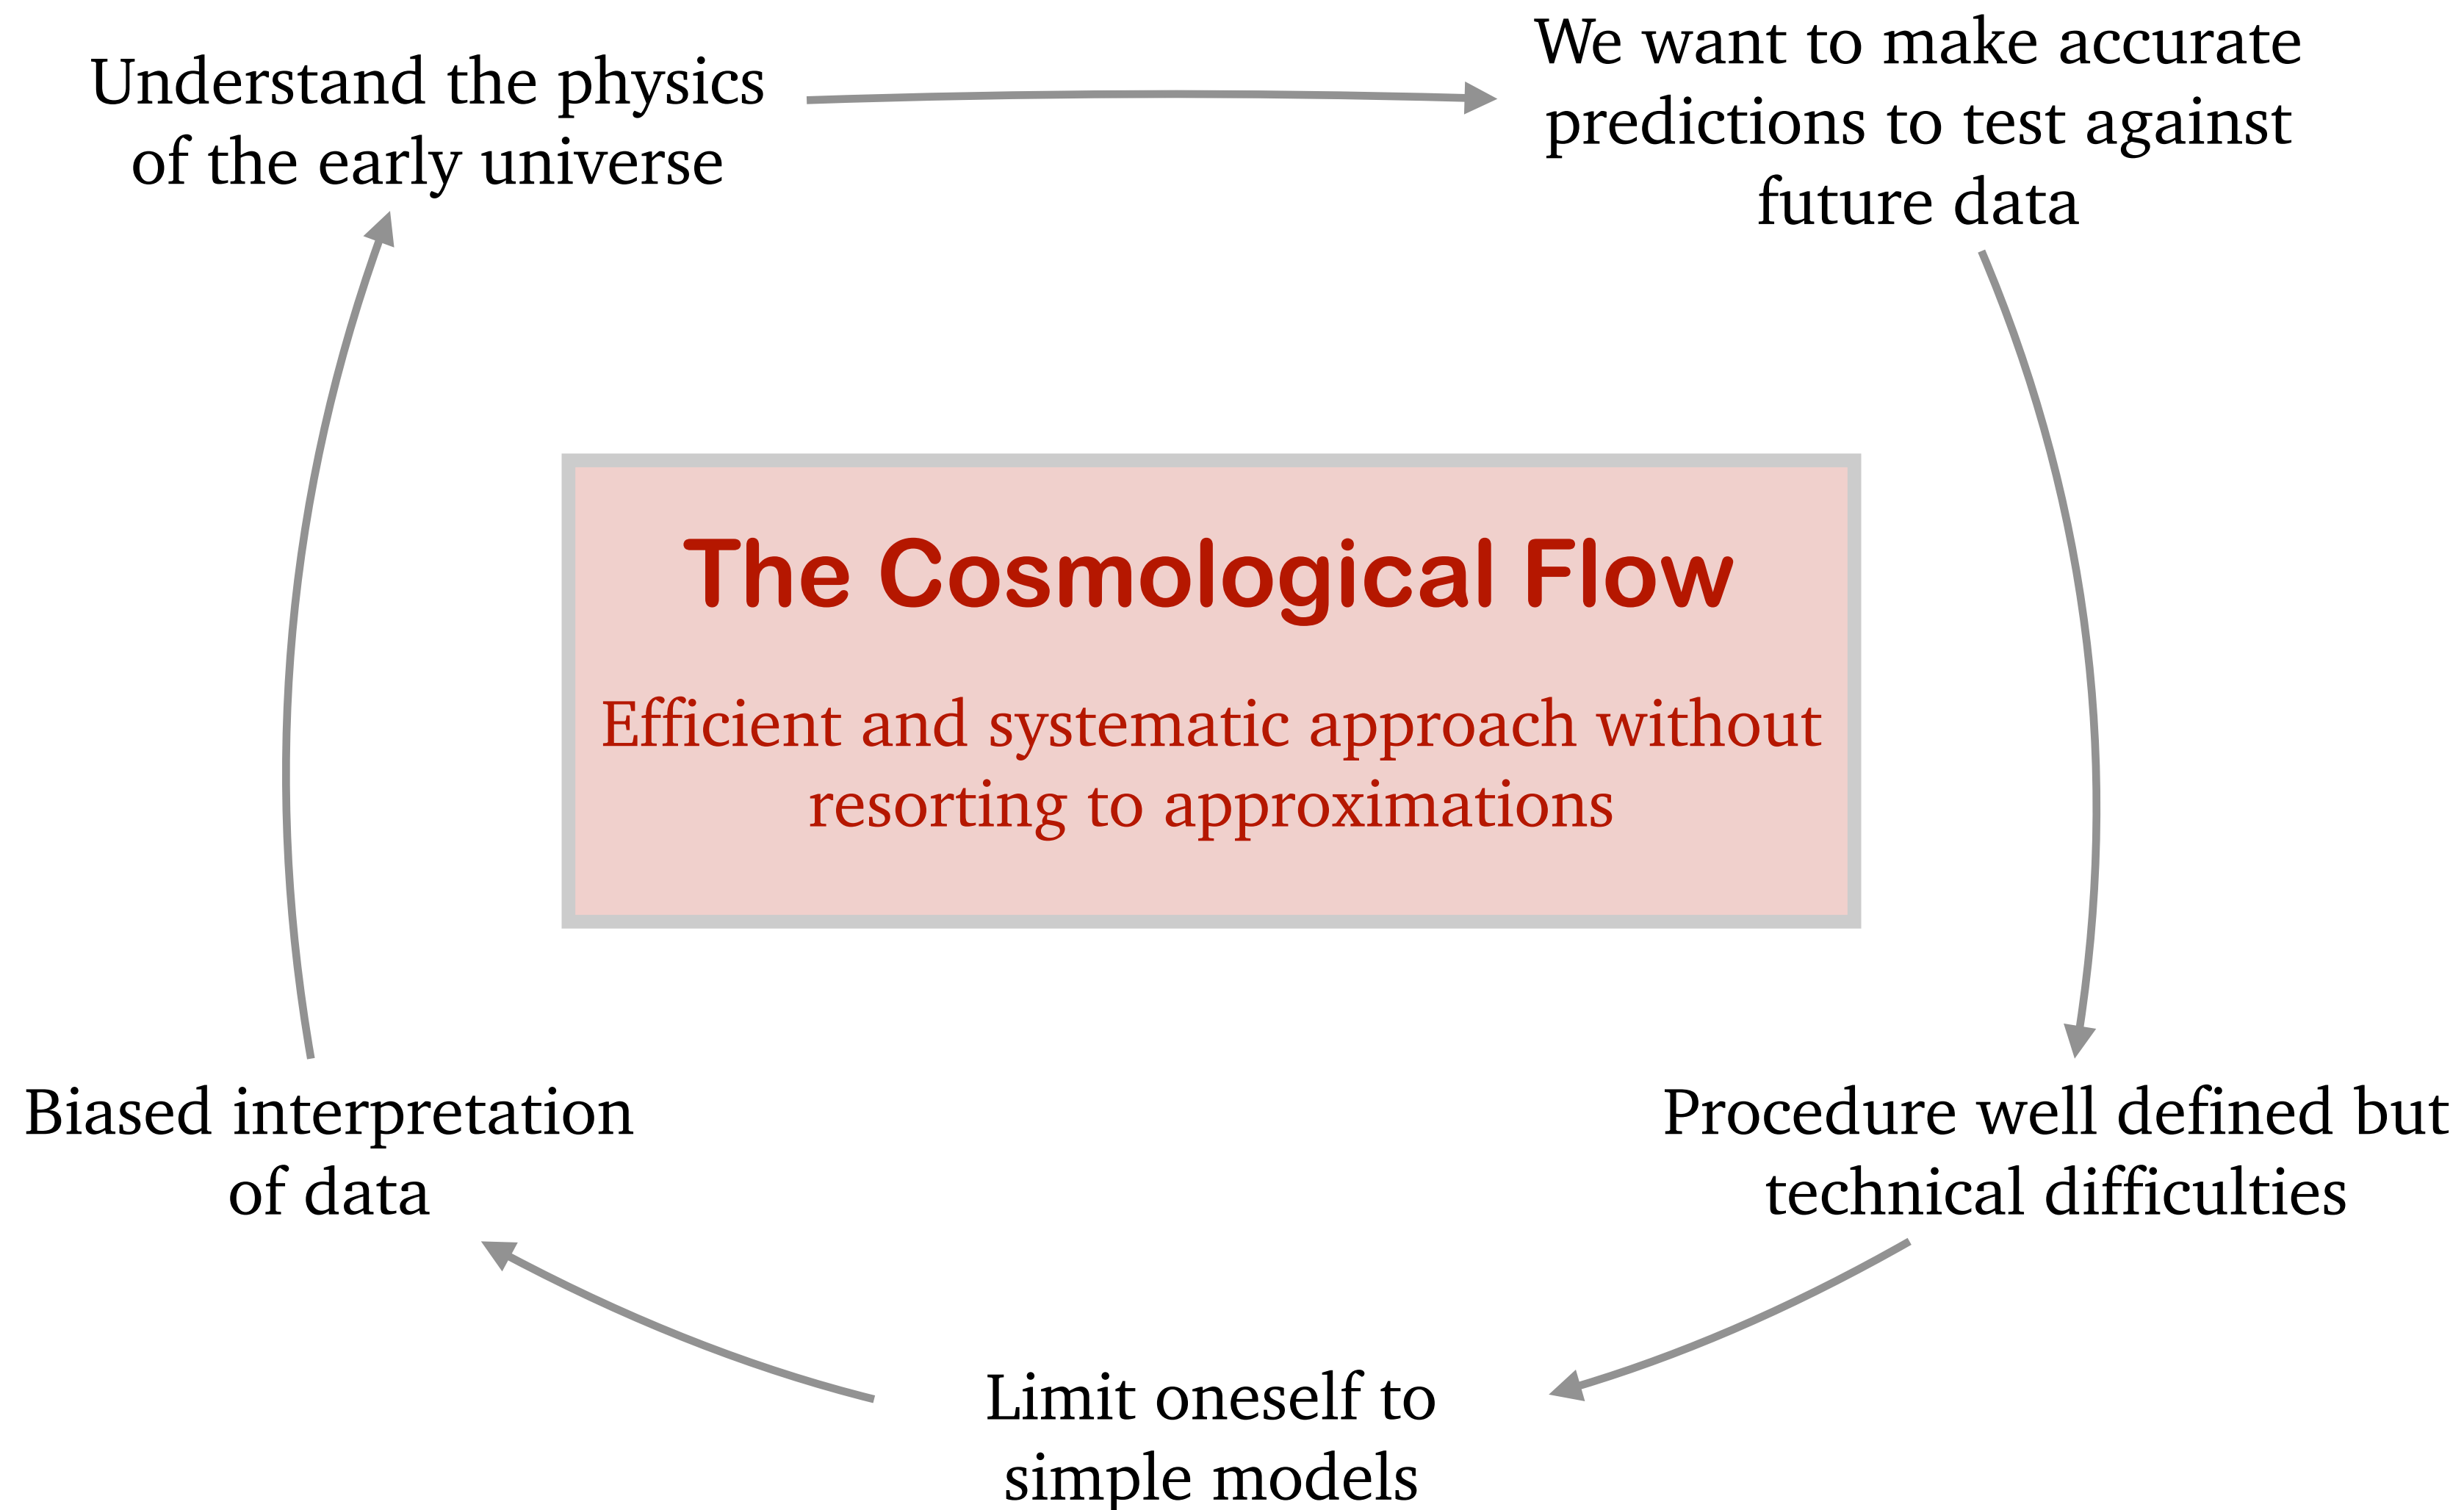 Understand the physics
of the early universe
We want to make accurate
predictions to test against
future data
The Cosmological Flow
Efficient and systematic approach without
resorting to approximations
Biased interpretation
of data
Procedure well defined but
technical difficulties
Limit oneself to
simple models